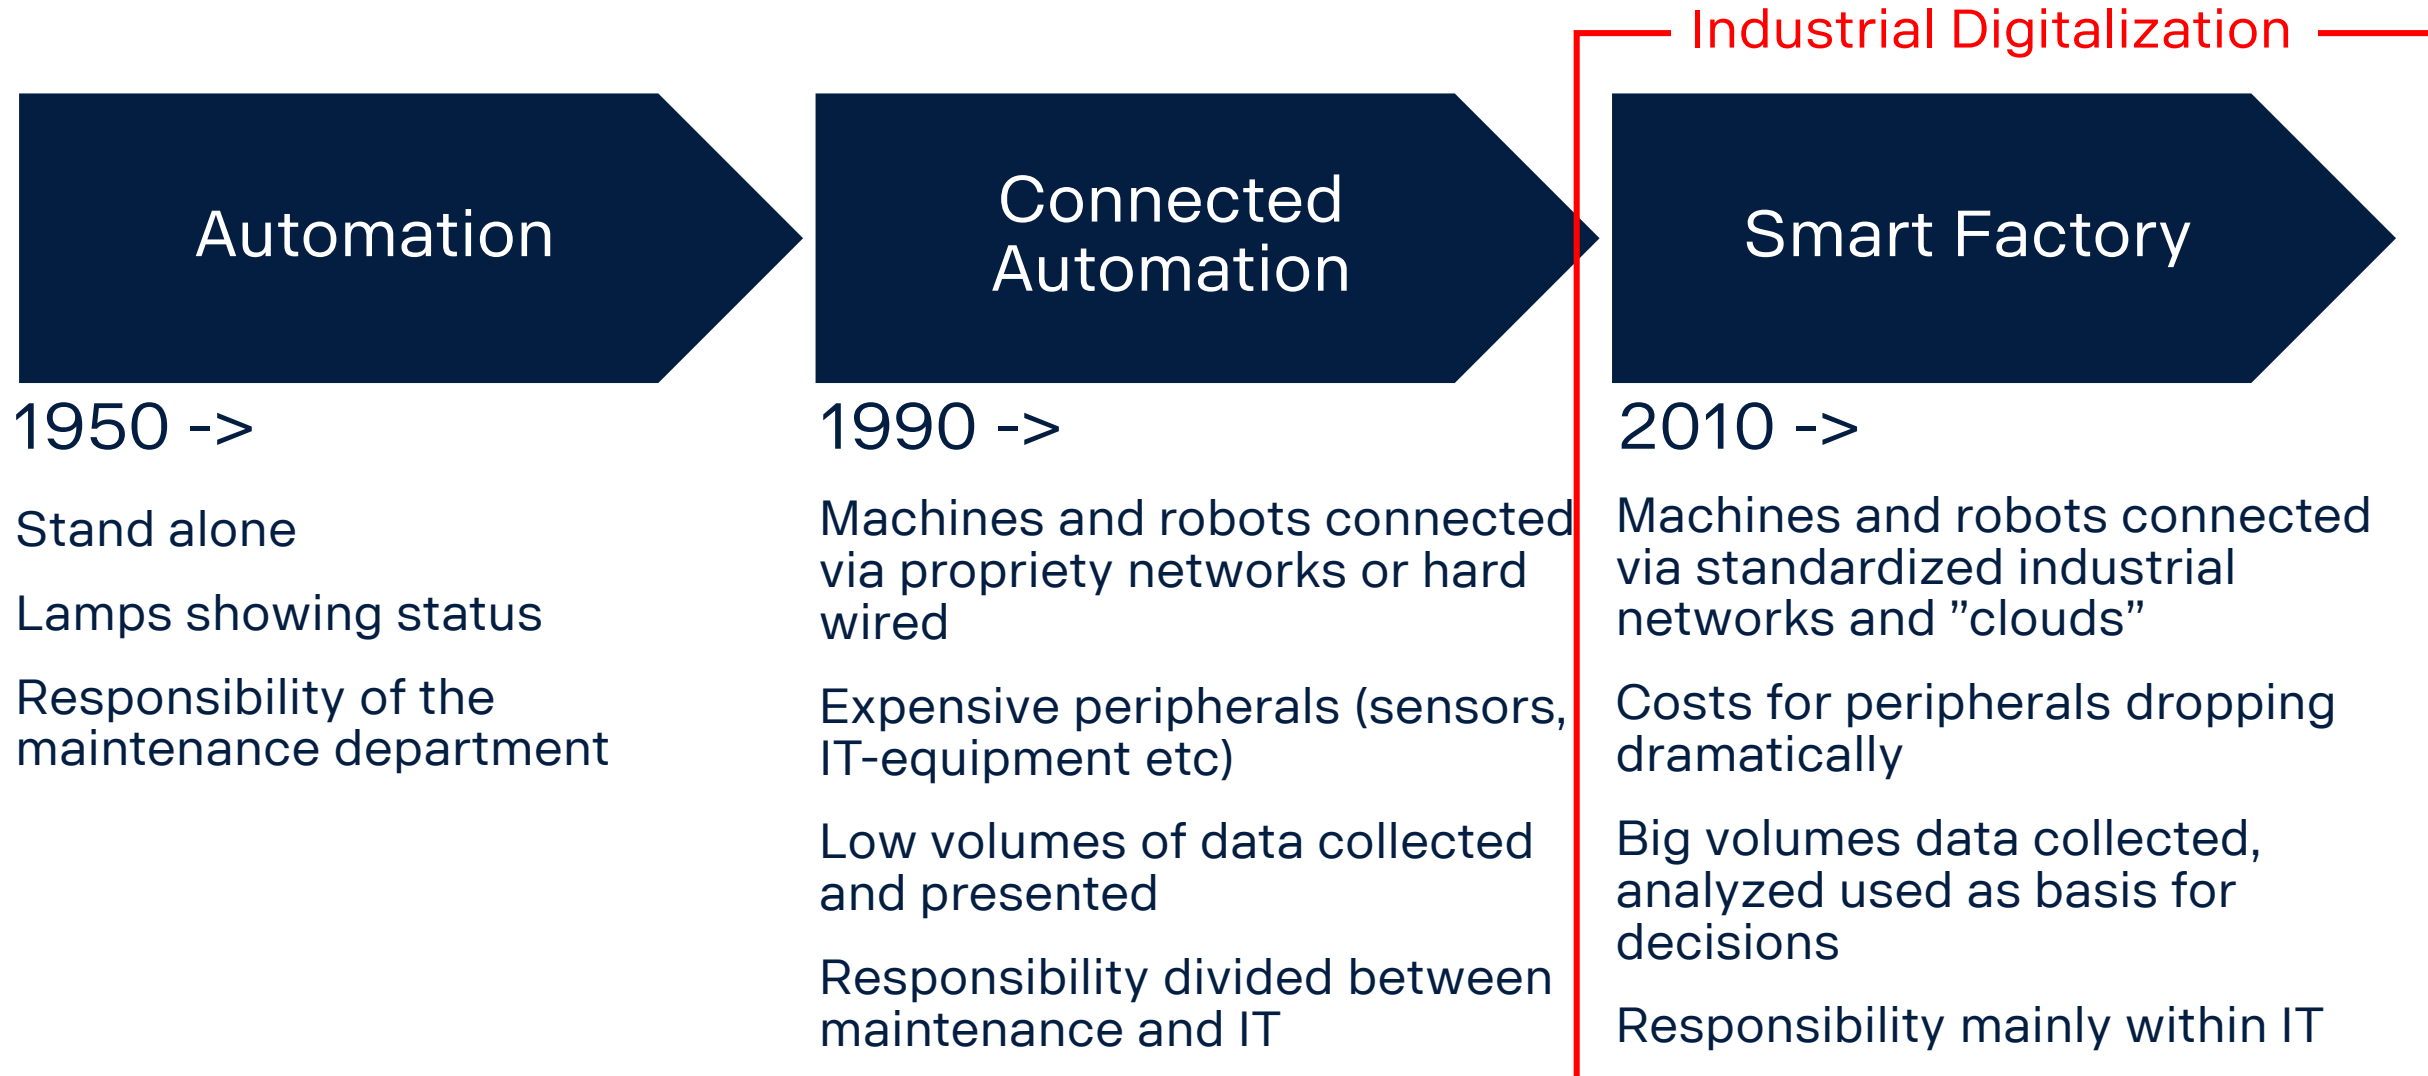 Industrial Digitalization
Automation
1950 ->
Stand alone
Lamps showing status
Responsibility of the
maintenance department
Connected
Automation
1990 ->
Machines and robots connected
via propriety networks or hard
wired
Expensive peripherals (sensors,
IT-equipment etc)
Low volumes of data collected
and presented
Responsibility divided between
maintenance and IT
Smart Factory
2010 ->
Machines and robots connected
via standardized industrial
networks and ”clouds”
Costs for peripherals dropping
dramatically
Big volumes data collected,
analyzed used as basis for
decisions
Responsibility mainly within IT